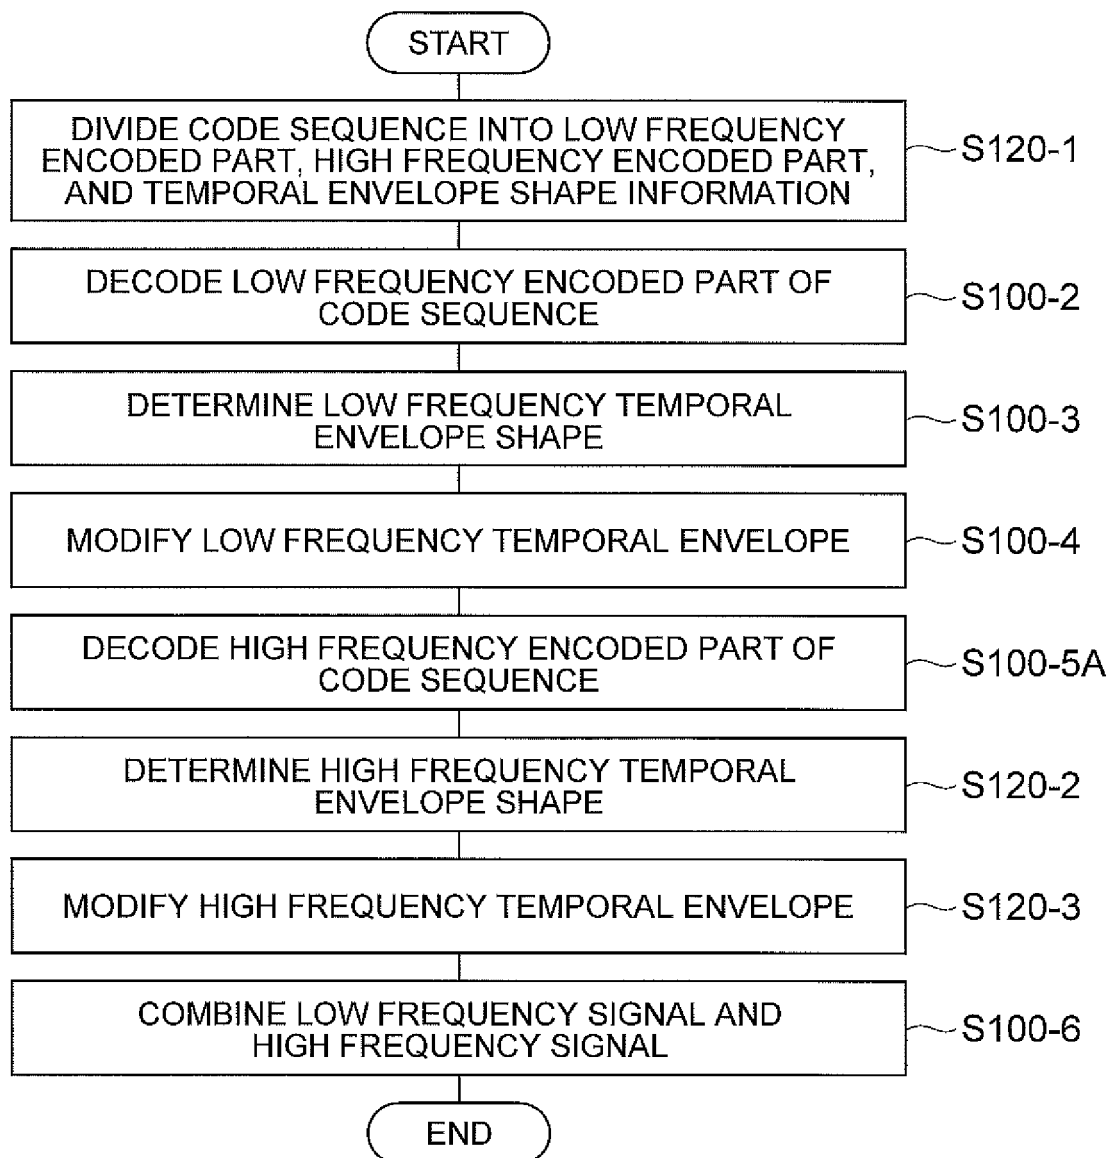 START
DIVIDE CODE SEQUENCE INTO LOW FREQUENCY
ENCODED PART, HIGH FREQUENCY ENCODED PART,
AND TEMPORAL ENVELOPE SHAPE INFORMATION
S120-1
DECODE LOW FREQUENCY ENCODED PART OF
CODE SEQUENCE
S100-2
DETERMINE LOW FREQUENCY TEMPORAL
ENVELOPE SHAPE
S100-3
MODIFY LOW FREQUENCY TEMPORAL ENVELOPE
S100-4
DECODE HIGH FREQUENCY ENCODED PART OF
CODE SEQUENCE
S100-5A
DETERMINE HIGH FREQUENCY TEMPORAL
ENVELOPE SHAPE
S120-2
MODIFY HIGH FREQUENCY TEMPORAL ENVELOPE
S120-3
COMBINE LOW FREQUENCY SIGNAL AND
HIGH FREQUENCY SIGNAL
S100-6
END